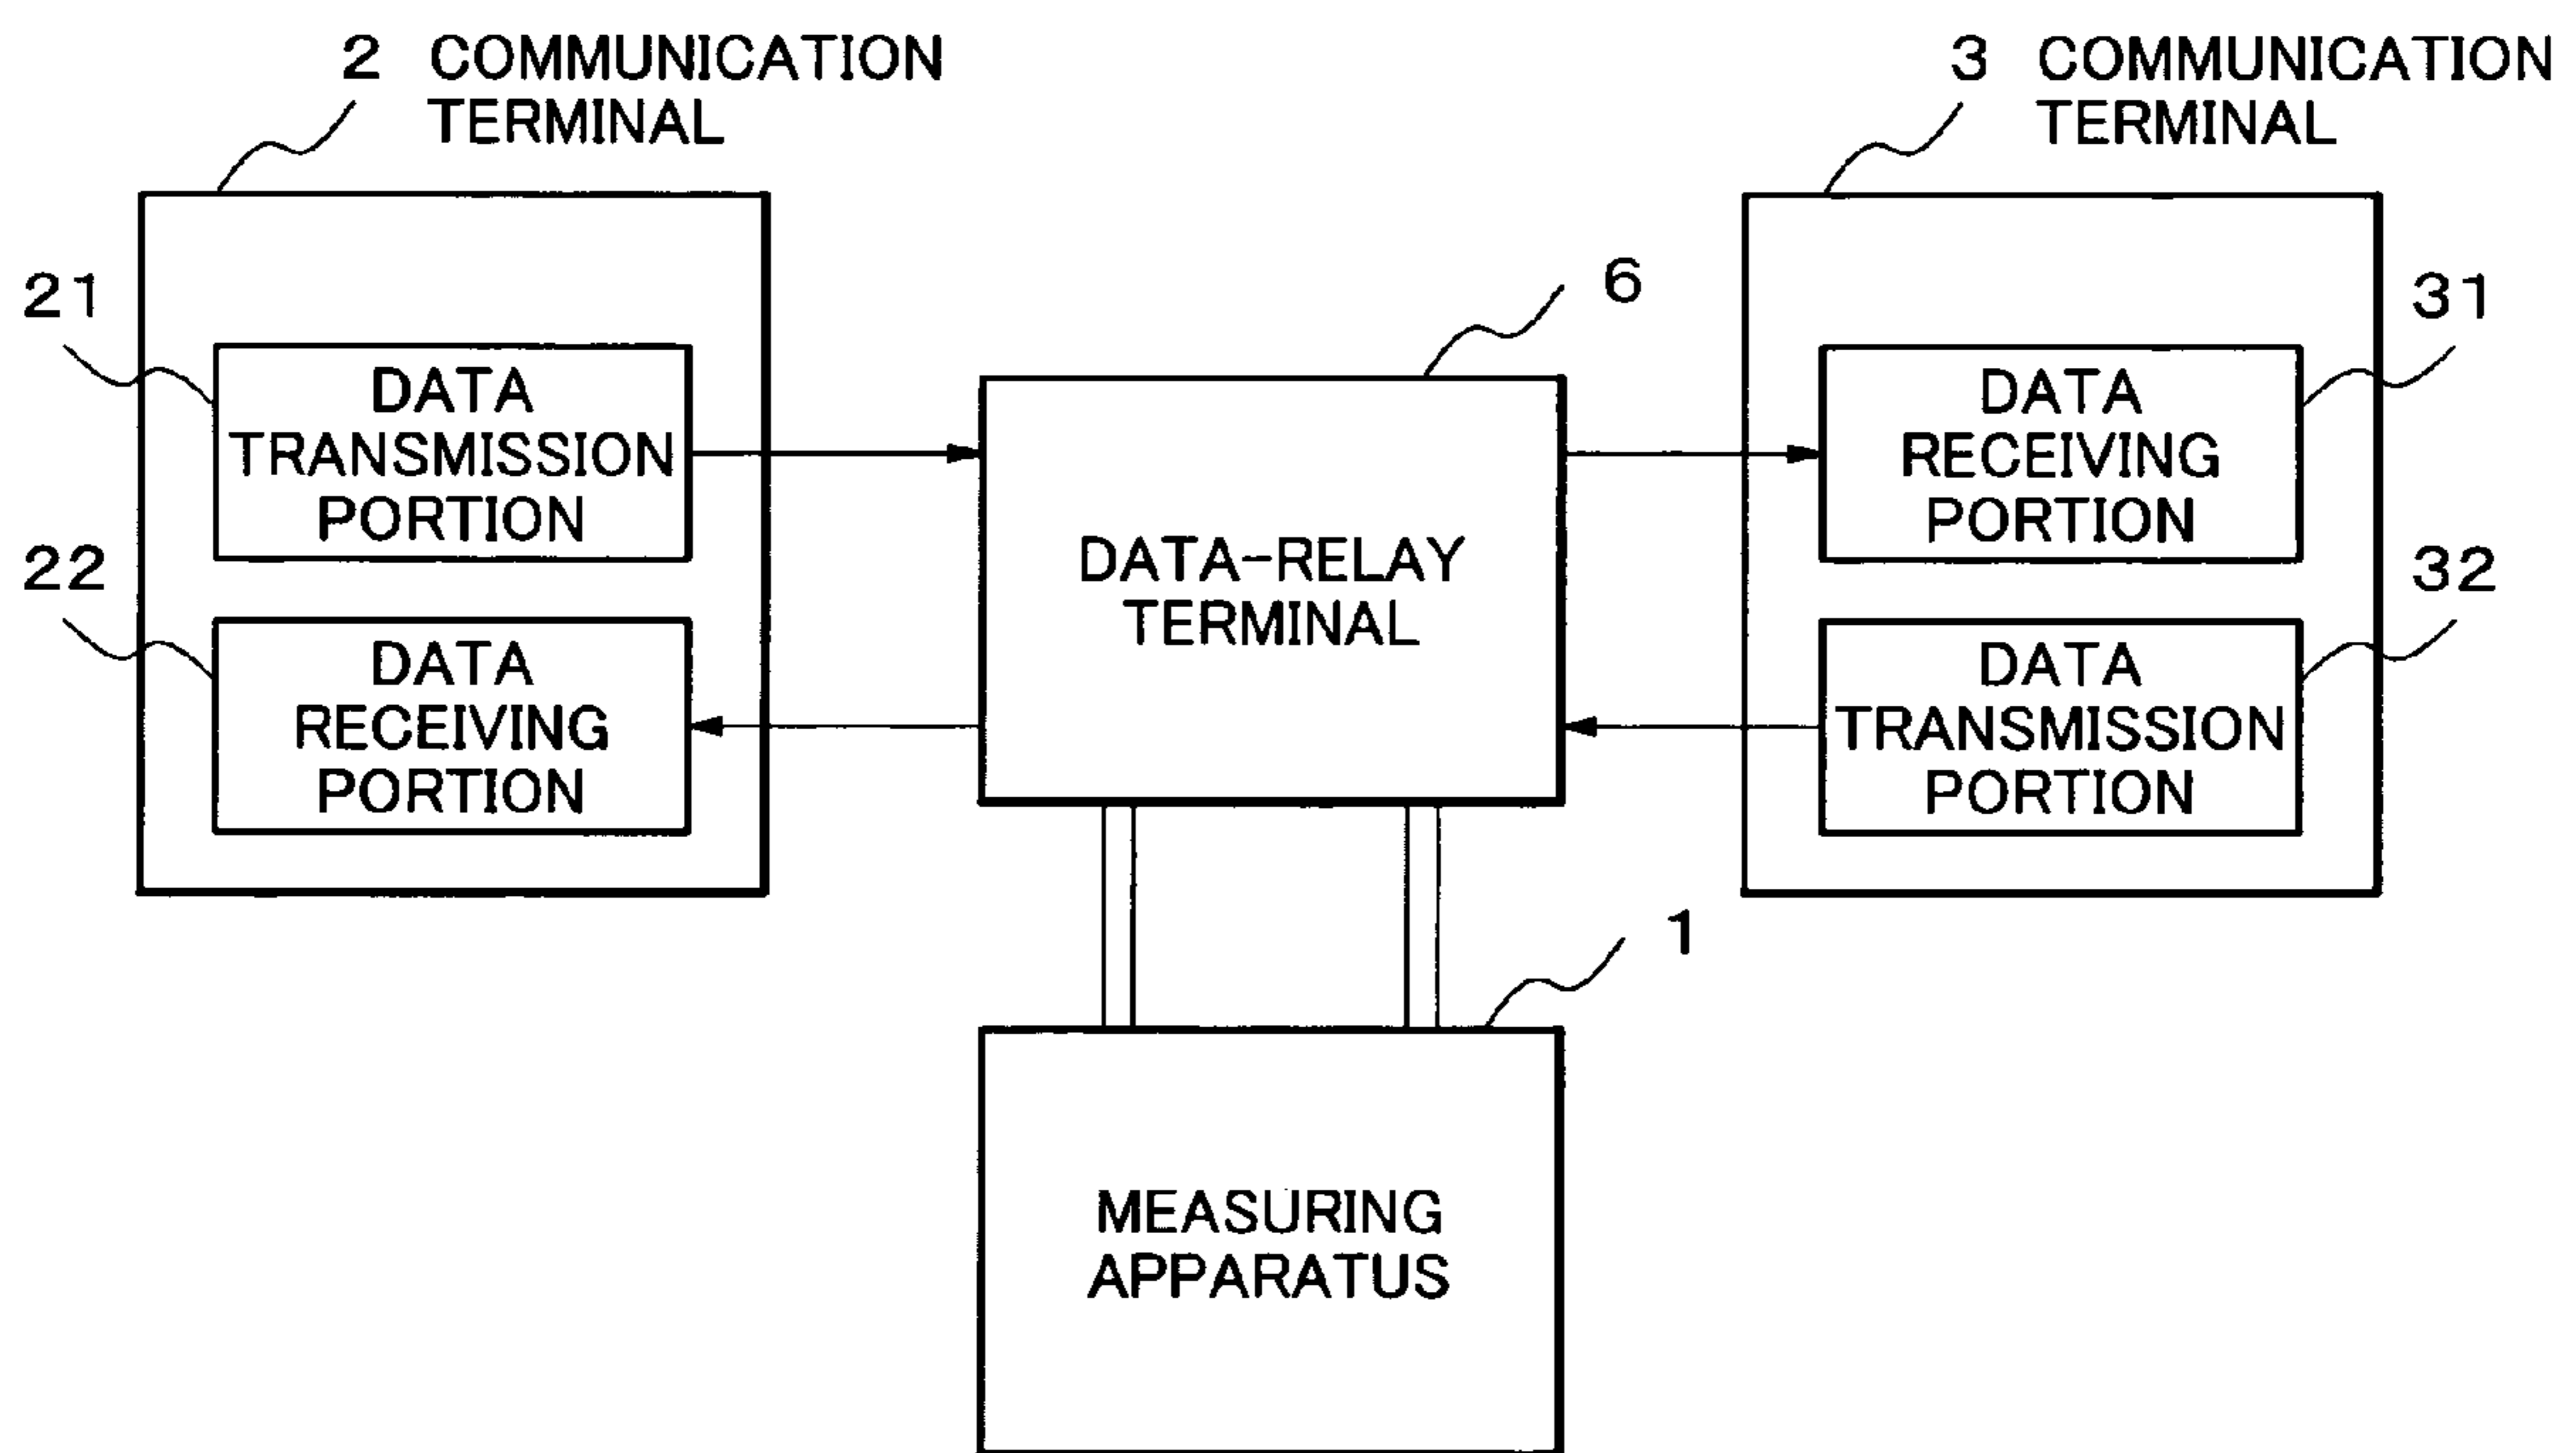 2 COMMUNICATION
TERMINAL
3 COMMUNICATION
TERMINAL
21
DATA
TRANSMISSION
PORTION
22
DATA
RECEIVING
PORTION
6
DATA-RELAY
TERMINAL
31
DATA
RECEIVING
PORTION
32
DATA
TRANSMISSION
PORTION
1
MEASURING
APPARATUS